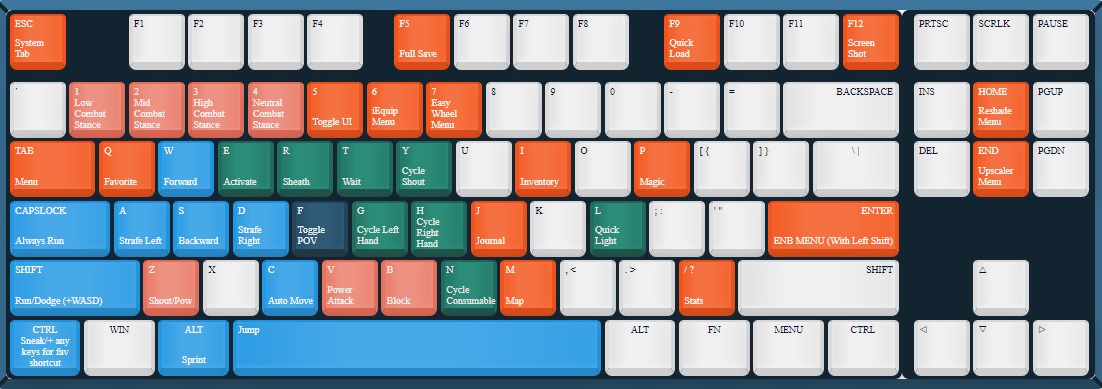 ESC
System
Tab
F1
F2
F3
F4
F5
Full Save
F6
F7
F8
F9
Quick
Load
F10
F11
F12
Screen
Shot
PRTSC
SCRLK
PAUSE
`
1
Low
Combat
Stance
2
Mid
Combat
Stance
3
High
Combat
Stance
4
Neutral
Combat
Stance
5
Toggle UI
6
iEquip
Menu
7
Easy
Wheel
Menu
8
9
0
-
=
BACKSPACE
INS
HOME
Reshade
Menu
PGUP
TAB
Menu
Q
Favorite
W
Forward
E
Activate
R
Sheath
T
Wait
Y
Cycle
Shout
U
I
Inventory
O
P
Magic
[ {
] }
\ |
DEL
END
Upscaler
Menu
PGDN
CAPSLOCK
Always Run
A
Strafe Left
S
Backward
D
Strafe
Right
F
Toggle
POV
G
Cycle Left
Hand
H
Cycle
Right
Hand
J
Journal
K
L
Quick
Light
; :
' "
ENTER
ENB MENU (With Left Shift)
SHIFT
Run/Dodge (+WASD)
Z
Shout/Pow
X
C
Auto Move
V
Power
Attack
B
Block
N
Cycle
Consumable
M
Map
, <
. >
/ ?
Stats
SHIFT
△
CTRL
Sneak/+ any
keys for fav
shortcut
WIN
ALT
Sprint
Jump
ALT
FN
MENU
CTRL
◁
▽
▷